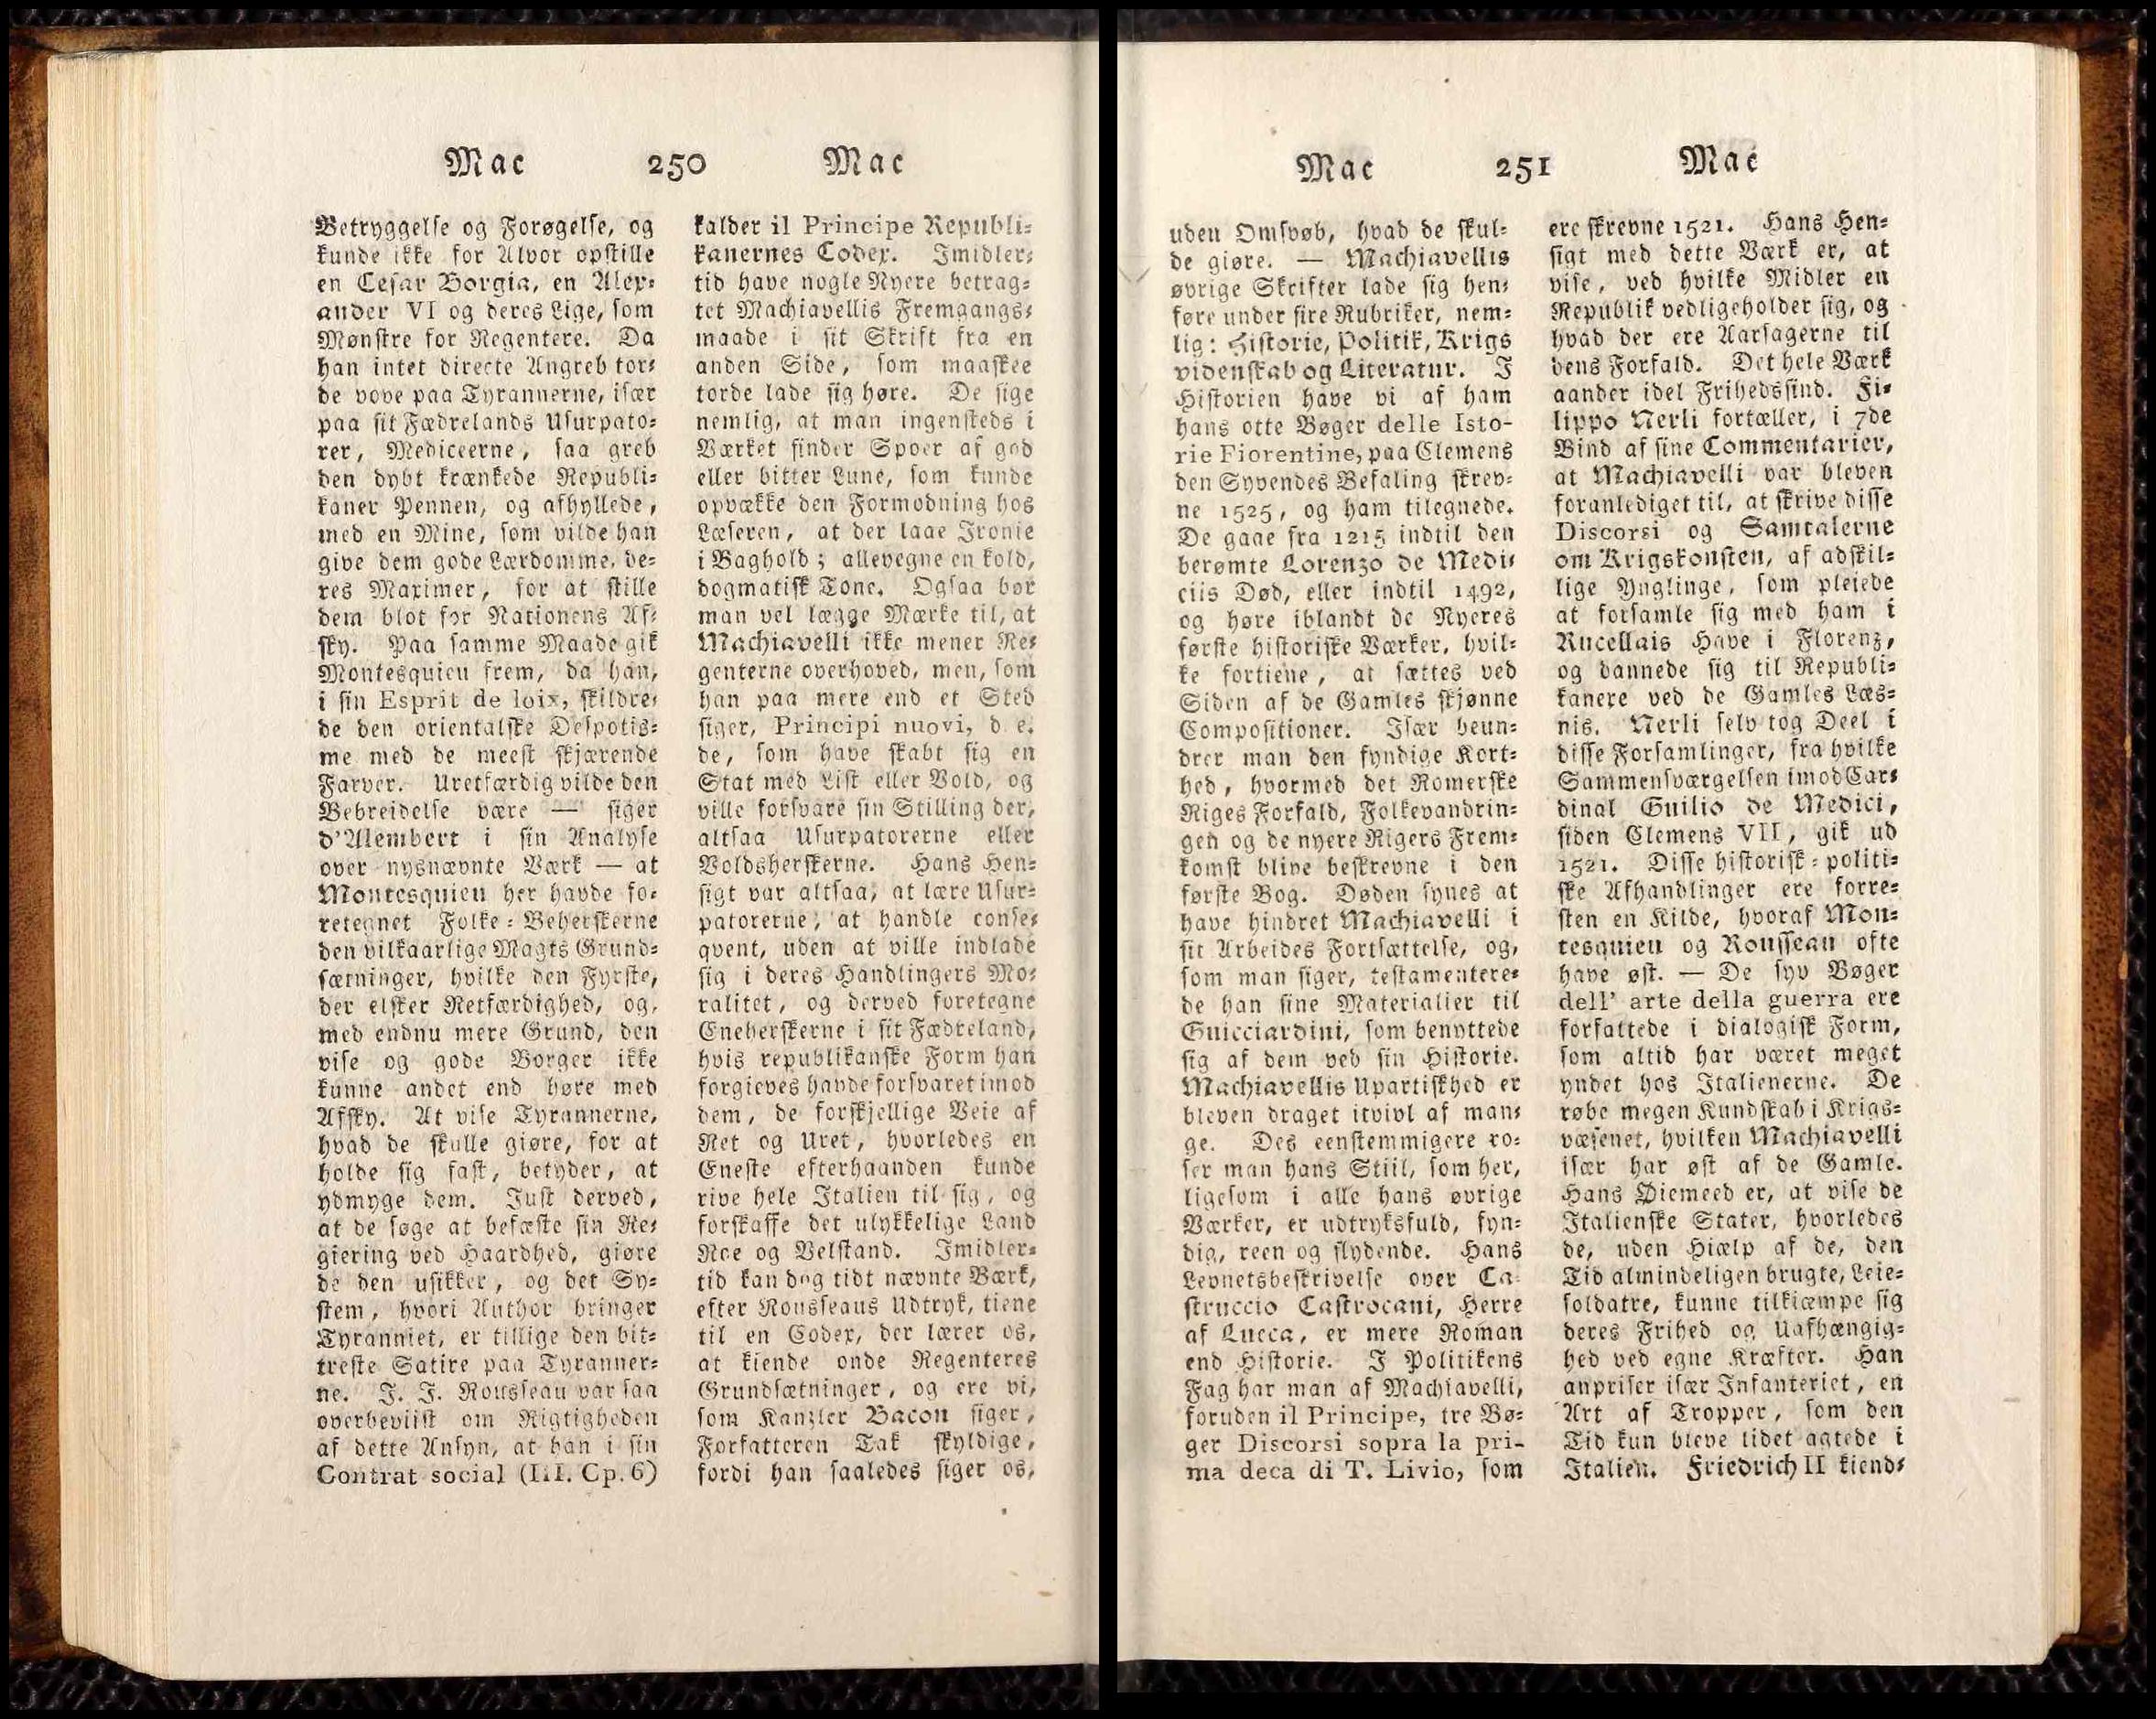 Mac 250 Mac
Betryggelse og Forøgelse, og
kunde ikke for Alvor opstille
en Cesar Borgia, en Alex-
ander VI og deres Lige, som
Mønstre for Regentere. Da
han intet directe Angreb tor-
de vove paa Tyrannerne, især
paa sit Fædrelands Usurpato-
rer, Mediceerne, saa greb
den dybt krænkede Republi-
kaner Pennen, og afhyllede,
med en Mine, som vilde han
give dem gode Lærdomme, de-
res Maximer, for at stille
dem blot for Nationens Af-
sky. Paa samme Maade gik
Montesquieu frem, da han,
i sin Esprit de loix, skildre-
de den orientalske Despotis-
me med de meest skjærende
Farver. Uretfærdig vilde den
Bebreidelse være — siger
d'Alembert i sin Analyse
over nysnævnte Værk — at
Montesquieu her havde fo-
retegnet Folke-Beherskerne
den vilkaarlige Magts Grund-
sætninger, hvilke den Fyrste,
der elsker Retfærdighed, og,
med endnu mere Grund, den
vise og gode Borger ikke
kunne andet end høre med
Afsky. At vise Tyrannerne,
hvad de skulle giøre, for at
holde sig fast, betyder, at
ydmyge dem. Just derved,
at de søge at befæste sin Re-
giering ved Haardhed, giøre
de den usikker, og det Sy-
stem, hvori Author bringer
Tyranniet, er tillige den bit-
treste Satire paa Tyranner-
ne. J. J. Rousseau var saa
overbeviist om Rigtigheden
af dette Ansyn, at han i sin
Contrat social (III. Cp. 6)
kalder il Principe Republi-
kanernes Codex. Imidler-
tid have nogle Nyere betrag-
tet Machiavellis Fremgangs-
maade i sit Skrift fra en
anden Side, som maaskee
torde lade sig høre. De sige
nemlig, at man ingensteds i
Værket finder Spoer af god
eller bitter Lune, som kunde
opvække den Formodning hos
Læseren, at der laae Ironie
i Baghold; allevegne en kold,
dogmatisk Tone. Ogsaa bør
man vel lægge Mærke til, at
Machiavelli ikke mener Re-
genterne overhoved, men, som
han paa mere end et Sted
siger, Principi nuovi, d. e.
de, som have skabt sig en
Stat med List eller Vold, og
ville forsvare sin Stilling der,
altsaa Usurpatorerne eller
Voldsherskerne. Hans Hen-
sigt var altsaa, at lære Usur-
patorerne, at handle conse-
qvent, uden at ville indlade
sig i deres Handlingers Mo-
ralitet, og derved foretegne
Eneherskerne i sit Fædreland,
hvis republikanske Form han
forgieves havde forsvaret imod
dem, de forskjellige Veie af
Ret og Uret, hvorledes en
Eneste efterhaanden kunde
rive hele Italien til sig, og
forskaffe det ulykkelige Land
Roe og Velstand. Imidler-
tid kan dog tidt nævnte Værk,
efter Rousseaus Udtryk, tiene
til en Codex, der lærer os,
at kiende onde Regenteres
Grundsætninger, og ere vi,
som Kanzler Bacon siger,
Forfatteren Tak skyldige,
fordi han saaledes siger os,
Mac 251 Mac
uden Omsvøb, hvad de skul-
de giøre. — Machiavellis
øvrige Skrifter lade sig hen-
føre under fire Rubriker, nem-
lig: Historie, Politik, Krigs
videnskab og Literatur. I
Historien have vi af ham
hans otte Bøger delle Isto-
rie Fiorentine, paa Clemens
den Syvendes Befaling skrev-
ne 1525, og ham tilegnede.
De gaae fra 1215 indtil den
berømte Lorenzo de Medi-
ciis Død, eller indtil 1492,
og høre iblandt de Nyeres
første historiske Værker, hvil-
ke fortiene, at sættes ved
Siden af de Gamles skjønne
Compositioner. Især beun-
drer man den fyndige Kort-
hed, hvormed det Romerske
Riges Forfald, Folkevandrin-
gen og de nyere Rigers Frem-
komst blive beskrevne i den
første Bog. Døden synes at
have hindret Machiavelli i
sit Arbeides Fortsættelse, og,
som man siger, testamentere-
de han sine Materialier til
Guicciardini, som benyttede
sig af dem ved sin Historie.
Machiavellis Upartiskhed er
bleven draget itvivl af man-
ge. Des eenstemmigere ro-
ser man hans Stiil, som her,
ligesom i alle hans øvrige
Værker, er udtryksfuld, fyn-
dig, reen og flydende. Hans
Levnetsbeskrivelse over Ca-
struccio Castrocani, Herre
af Lucca, er mere Roman
end Historie. I Politikens
Fag har man af Machiavelli,
foruden il Principe, tre Bø-
ger Discorsi sopra la pri-
ma deca di T. Livio, som
ere skrevne 1521. Hans Hen-
sigt med dette Værk er, at
vise, ved hvilke Midler en
Republik vedligeholder sig, og
hvad der ere Aarsagerne til
dens Forfald. Det hele Værk
aander idel Frihedssind. Fi-
lippo Nerli fortæller, i 7de
Bind af sine Commentarier,
at Machiavelli var bleven
foranlediget til, at skrive disse
Discorsi og Samtalerne
om Krigskonsten, af adskil-
lige Ynglinge, som pleiede
at forsamle sig med ham i
Rucellais Have i Florenz,
og dannede sig til Republi-
kanere ved de Gamles Læs-
nis. Nerli selv tog Deel i
disse Forsamlinger, fra hvilke
Sammensværgelsen imod Car-
dinal Guilio de Medici,
siden Clemens VII, gik ud
1521. Disse historisk-politi-
ske Afhandlinger ere forre-
sten en Kilde, hvoraf Mon-
tesquieu og Rousseau ofte
have øst. — De syv Bøger
dell' arte della guerra ere
forfattede i dialogisk Form,
som altid har været meget
yndet hos Italienerne. De
røbe megen Kundskab i Krigs-
væsenet, hvilken Machiavelli
især har øst af de Gamle.
Hans Øiemeed er, at vise de
Italienske Stater, hvorledes
de, uden Hiælp af de, den
Tid almindeligen brugte, Leie-
soldatre, kunne tilkiæmpe sig
deres Frihed og Uafhængig-
hed ved egne Kræfter. Han
anpriser især Infanteriet, en
Art af Tropper, som den
Tid kun bleve lidet agtede i
Italien. Friedrich II kiend-